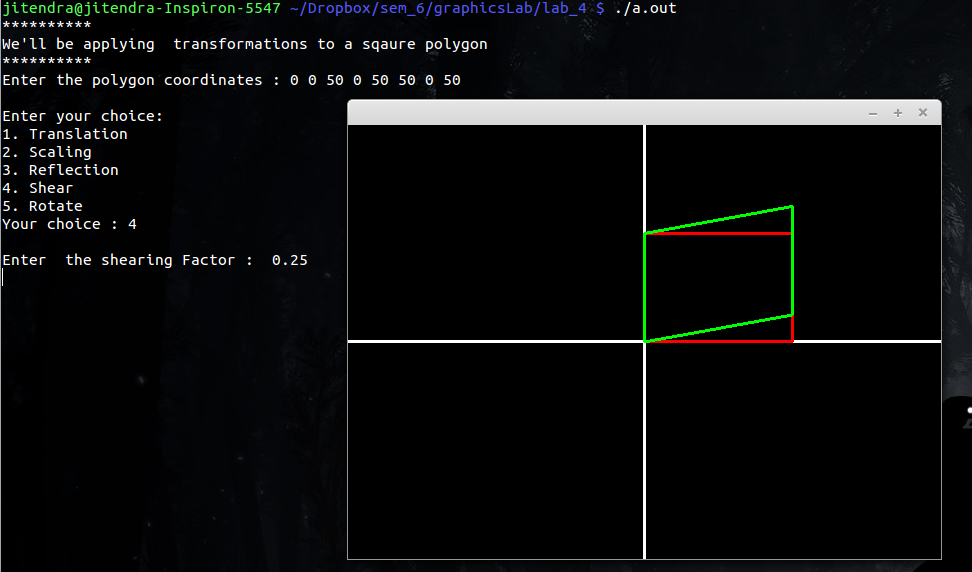 jitendra@jitendra-Inspiron-5547 ~/Dropbox/sem_6/graphicsLab/lab_4 $ ./a.out
**********
We'll be applying  transformations to a sqaure polygon
**********
Enter the polygon coordinates : 0 0 50 0 50 50 0 50
Enter your choice:
1. Translation
2. Scaling
3. Reflection
4. Shear
5. Rotate
Your choice : 4
Enter  the shearing Factor :  0.25